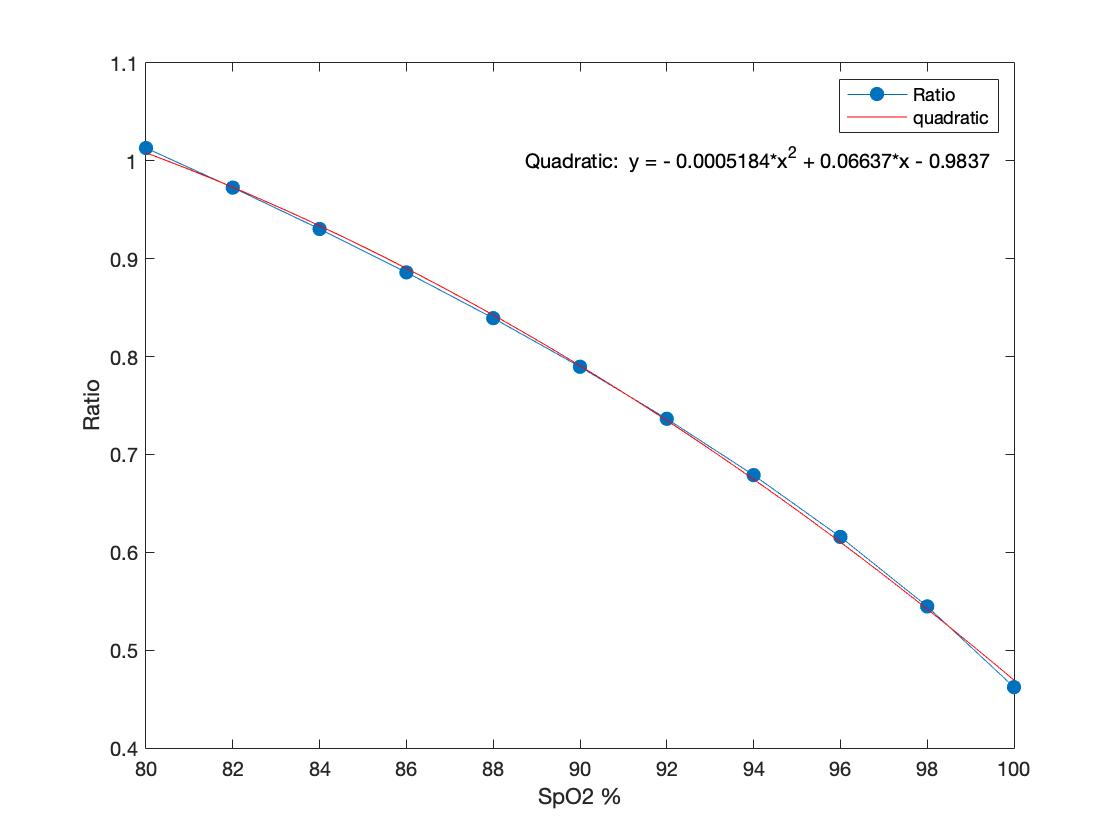 1.1
1
0.9
0.8
0.7
0.6
0.5
0.4
Ratio
Ratio
quadratic
Quadratic: y = - 0.0005184*x^2 + 0.06637*x - 0.9837
80 82 84 86 88 90 92 94 96 98 100
SpO2 %